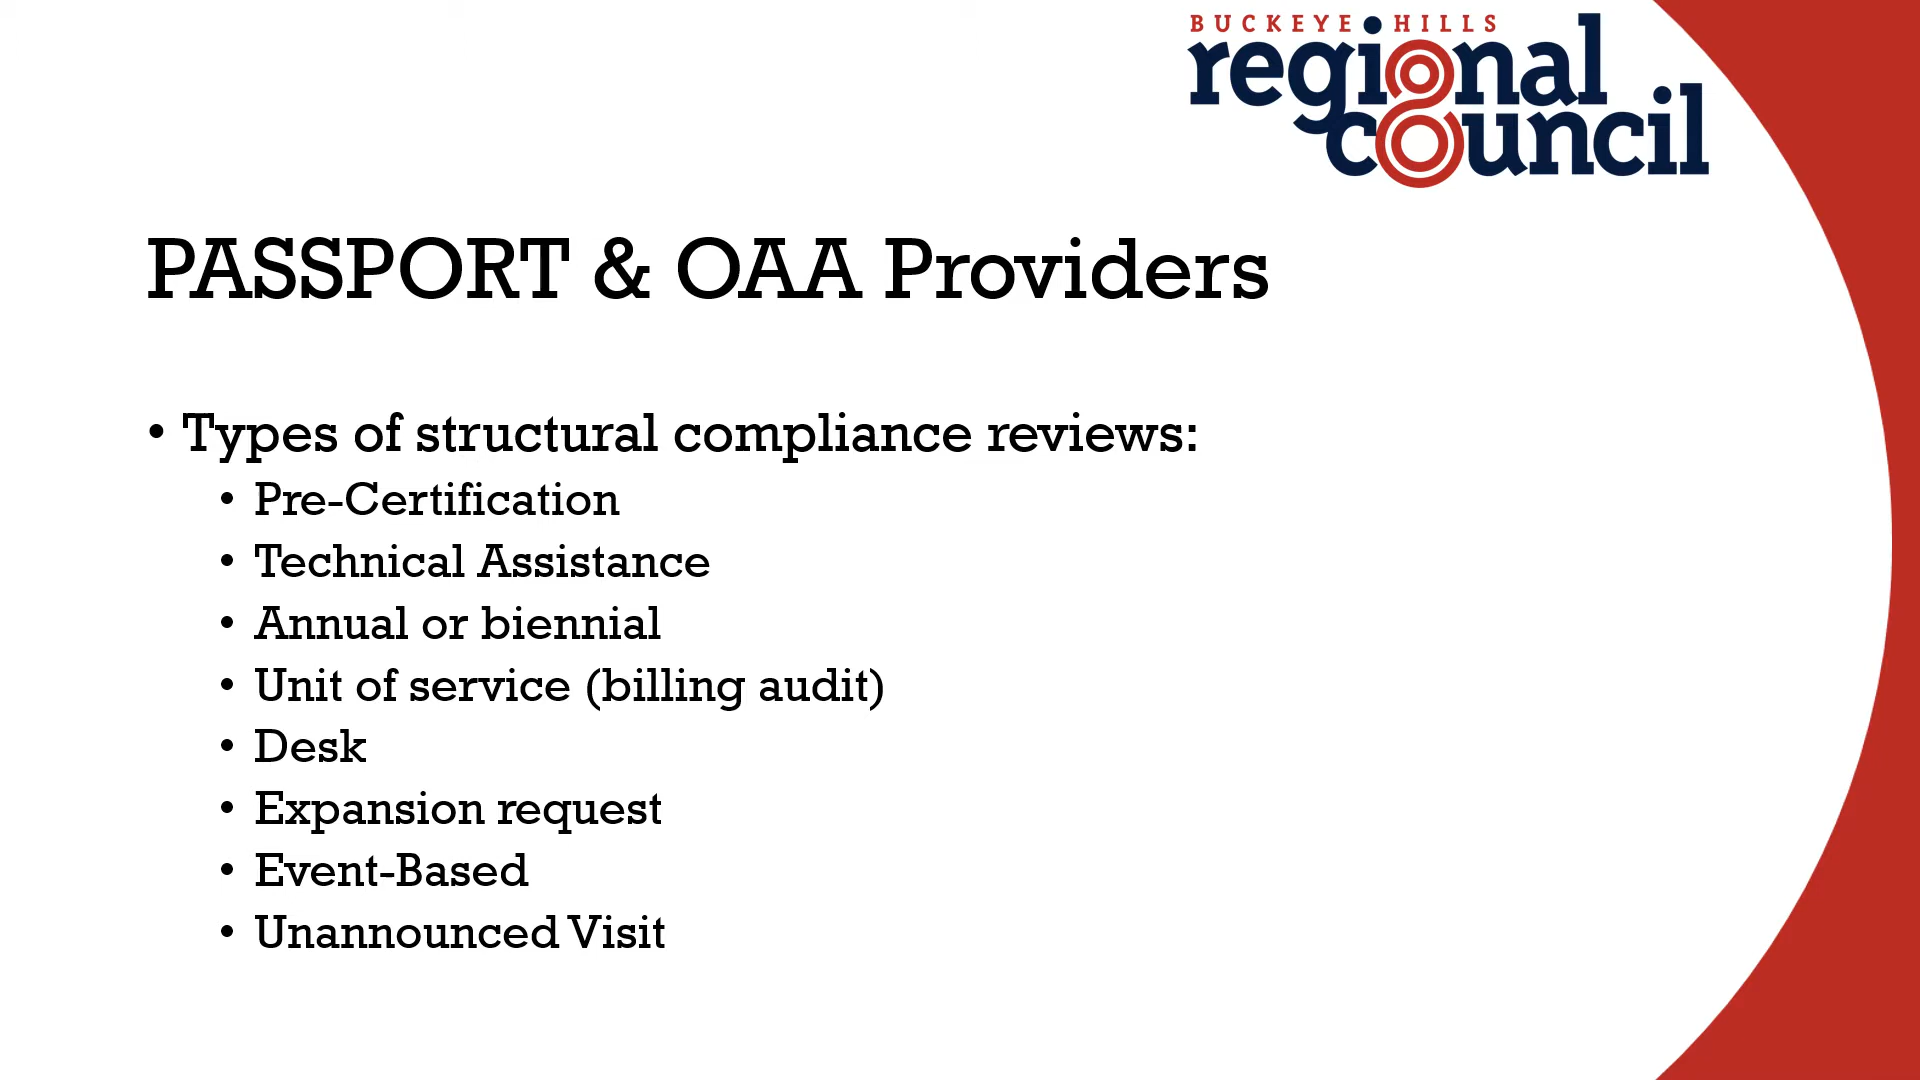 BUCKEYE HILLS
regional
council
PASSPORT & OAA Providers
• Types of structural compliance reviews:
• Pre-Certification
• Technical Assistance
• Annual or biennial
• Unit of service (billing audit)
• Desk
• Expansion request
• Event-Based
• Unannounced Visit